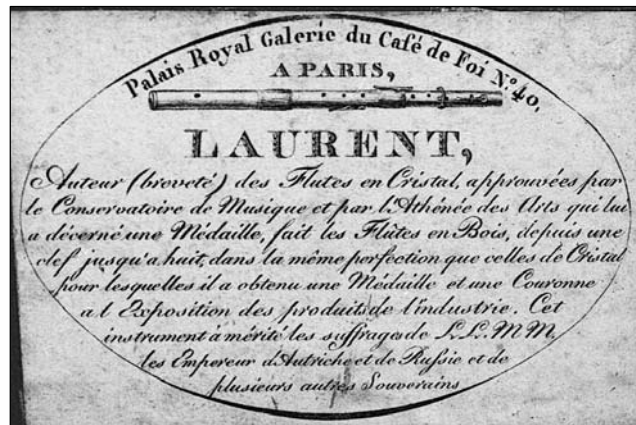 Palais Royal Galerie du Café de Foi N.º 40,
A PARIS,
LAURENT,
Auteur (breveté) des Flutes en Cristal, approuvées par
le Conservatoire de Musique et par l'Athénée des Arts qui lui
a décerné une Médaille, fait les Flûtes en Bois, depuis une
clef jusqu'a huit, dans la même perfection que celles de Cristal
pour lesquelles il a obtenu une Médaille et une Couronne
a l'Exposition des produits de l'industrie. Cet
instrument à mérité les suffrages de L.L. M M.
les Empereur d'Autriche et de Russie et de
plusieurs autres Souverains